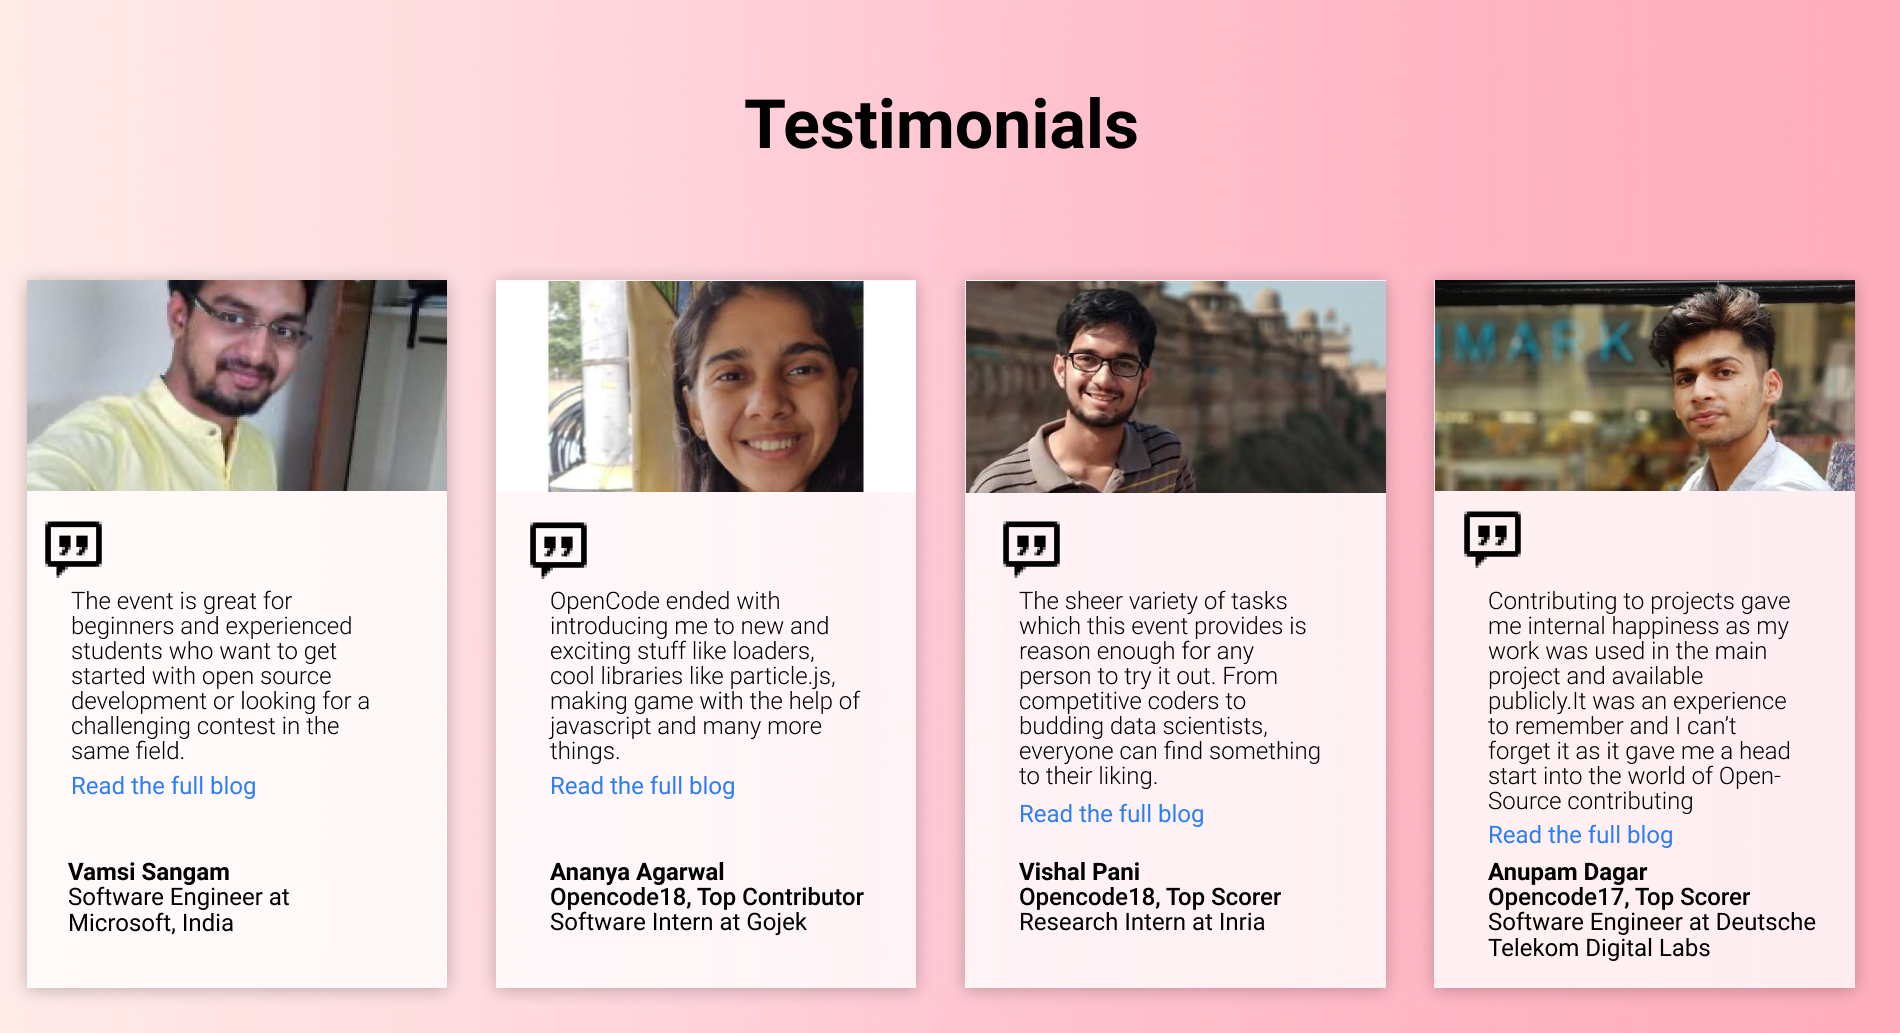 Testimonials
IMARK
The event is great for
beginners and experienced
students who want to get
started with open source
development or looking for a
challenging contest in the
same field.
Read the full blog
Vamsi Sangam
Software Engineer at
Microsoft, India
OpenCode ended with
introducing me to new and
exciting stuff like loaders,
cool libraries like particle.js,
making game with the help of
javascript and many more
things.
Read the full blog
Ananya Agarwal
Opencode18, Top Contributor
Software Intern at Gojek
The sheer variety of tasks
which this event provides is
reason enough for any
person to try it out. From
competitive coders to
budding data scientists,
everyone can find something
to their liking.
Read the full blog
Vishal Pani
Opencode18, Top Scorer
Research Intern at Inria
Contributing to projects gave
me internal happiness as my
work was used in the main
project and available
publicly.It was an experience
to remember and I can’t
forget it as it gave me a head
start into the world of Open-
Source contributing
Read the full blog
Anupam Dagar
Opencode17, Top Scorer
Software Engineer at Deutsche
Telekom Digital Labs